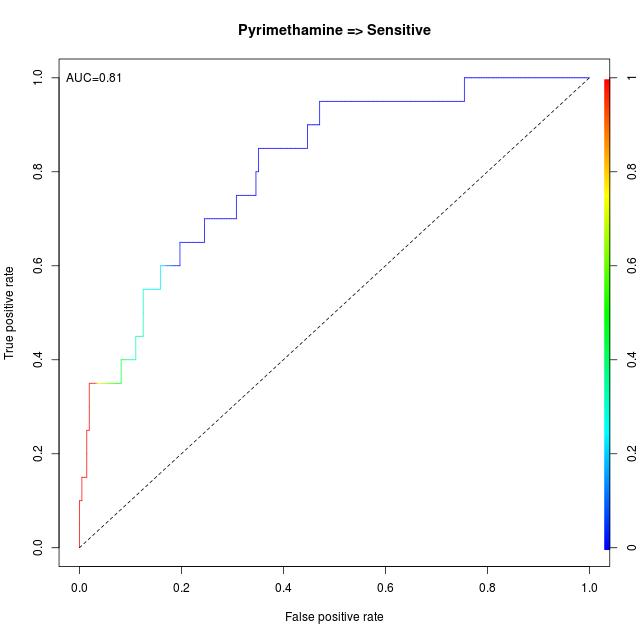 Pyrimethamine => Sensitive
AUC=0.81
True positive rate
1.0
0.8
0.6
0.4
0.2
0.0
1
0.8
0.6
0.4
0.2
0
0.0 0.2 0.4 0.6 0.8 1.0
False positive rate